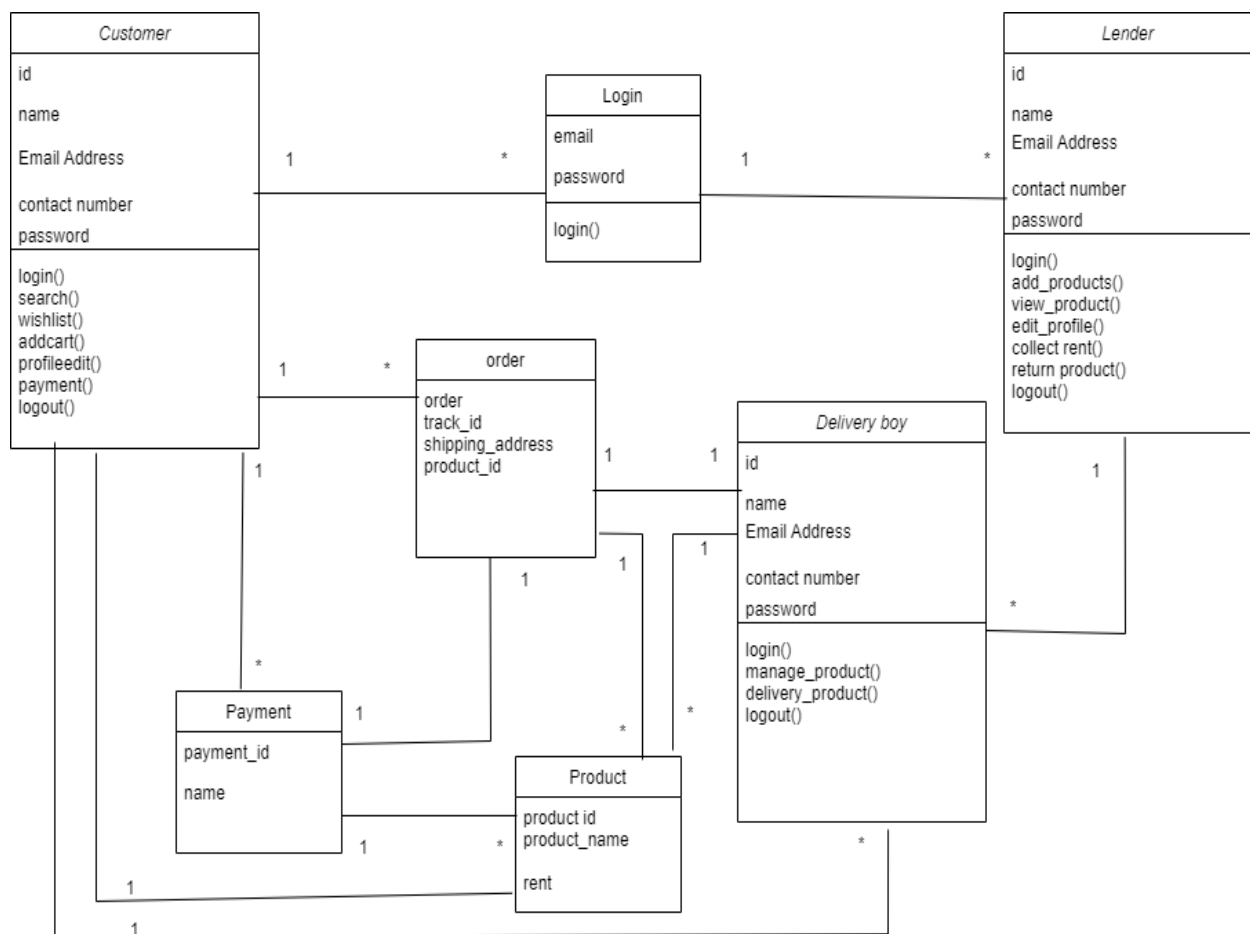 Customer
id
name
Email Address
contact number
password
login()
search()
wishlist()
addcart()
profileedit()
payment()
logout()
1
*
Login
email
password
login()
1
*
Lender
id
name
Email Address
contact number
password
login()
add_products()
view_product()
edit_profile()
collect rent()
return product()
logout()
1
*
order
order
track_id
shipping_address
product_id
1
1
Delivery boy
id
name
Email Address
contact number
password
login()
manage_product()
delivery_product()
logout()
1
*
1
*
1
1
1
*
1
*
Payment
payment_id
name
1
*
Product
product id
product_name
rent
1
1
*